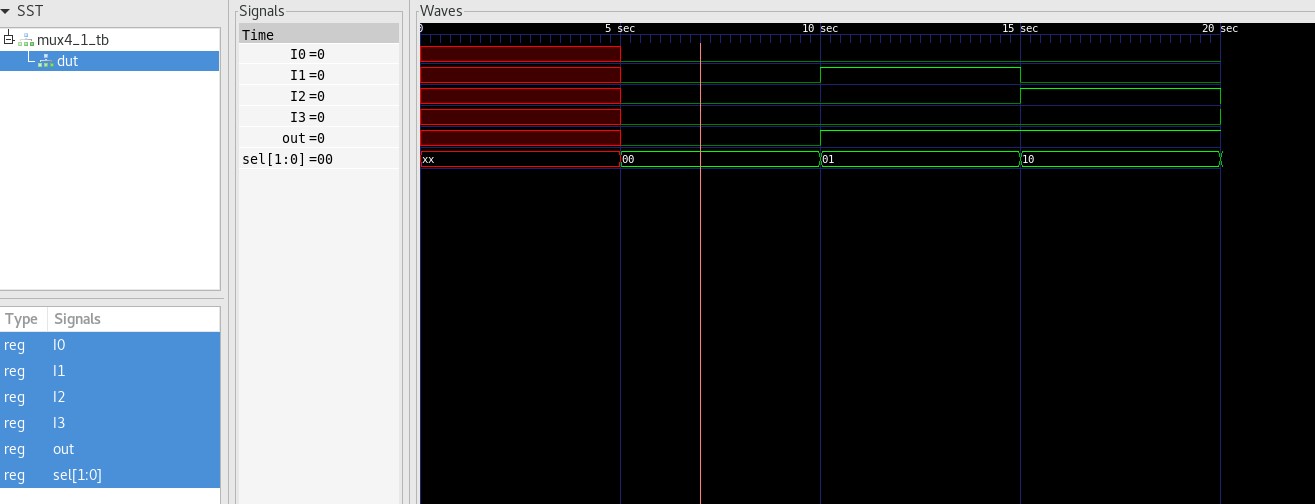 SST
mux4_1_tb
dut
Type Signals
reg I0
reg I1
reg I2
reg I3
reg out
reg sel[1:0]
Signals
Time
I0=0
I1=0
I2=0
I3=0
out=0
sel[1:0]=00
Waves
0 5 sec 10 sec 15 sec 20 sec
xx 00 01 10